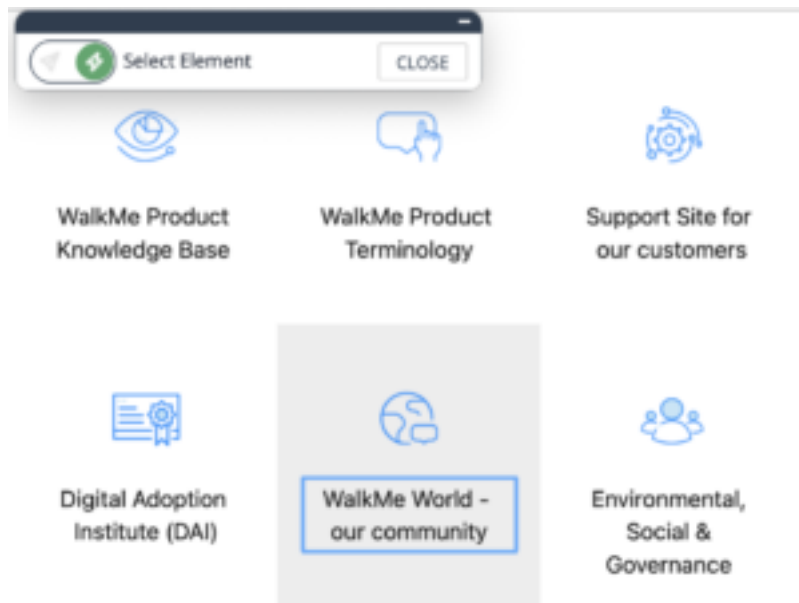 Select Element
CLOSE
WalkMe Product
Knowledge Base
WalkMe Product
Terminology
Support Site for
our customers
Digital Adoption
Institute (DAI)
WalkMe World -
our community
Environmental,
Social &
Governance